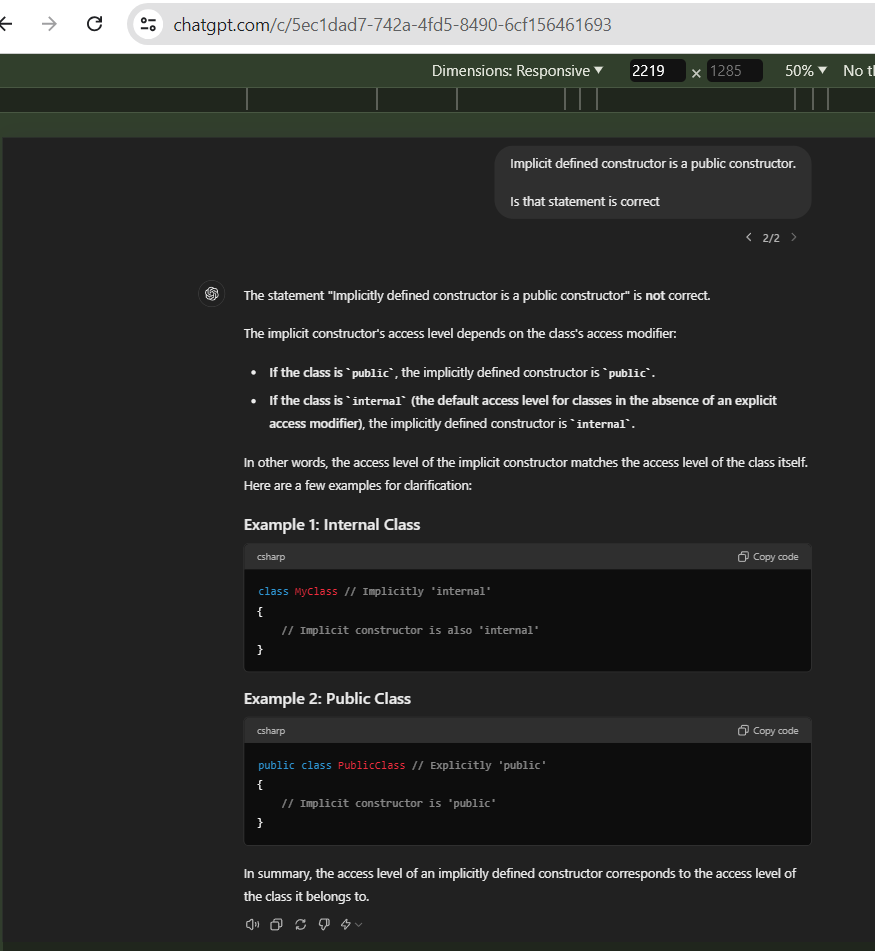 chatgpt.com/c/5ec1dad7-742a-4fd5-8490-6cf156461693
Dimensions: Responsive ▼ 2219 × 1285 50% ▼ No th
Implicit defined constructor is a public constructor.
Is that statement is correct
< 2/2 >
The statement "Implicitly defined constructor is a public constructor" is not correct.
The implicit constructor's access level depends on the class's access modifier:
• If the class is `public`, the implicitly defined constructor is `public`.
• If the class is `internal` (the default access level for classes in the absence of an explicit
access modifier), the implicitly defined constructor is `internal`.
In other words, the access level of the implicit constructor matches the access level of the class itself.
Here are a few examples for clarification:
Example 1: Internal Class
csharp Copy code
class MyClass // Implicitly 'internal'
{
// Implicit constructor is also 'internal'
}
Example 2: Public Class
csharp Copy code
public class PublicClass // Explicitly 'public'
{
// Implicit constructor is 'public'
}
In summary, the access level of an implicitly defined constructor corresponds to the access level of
the class it belongs to.